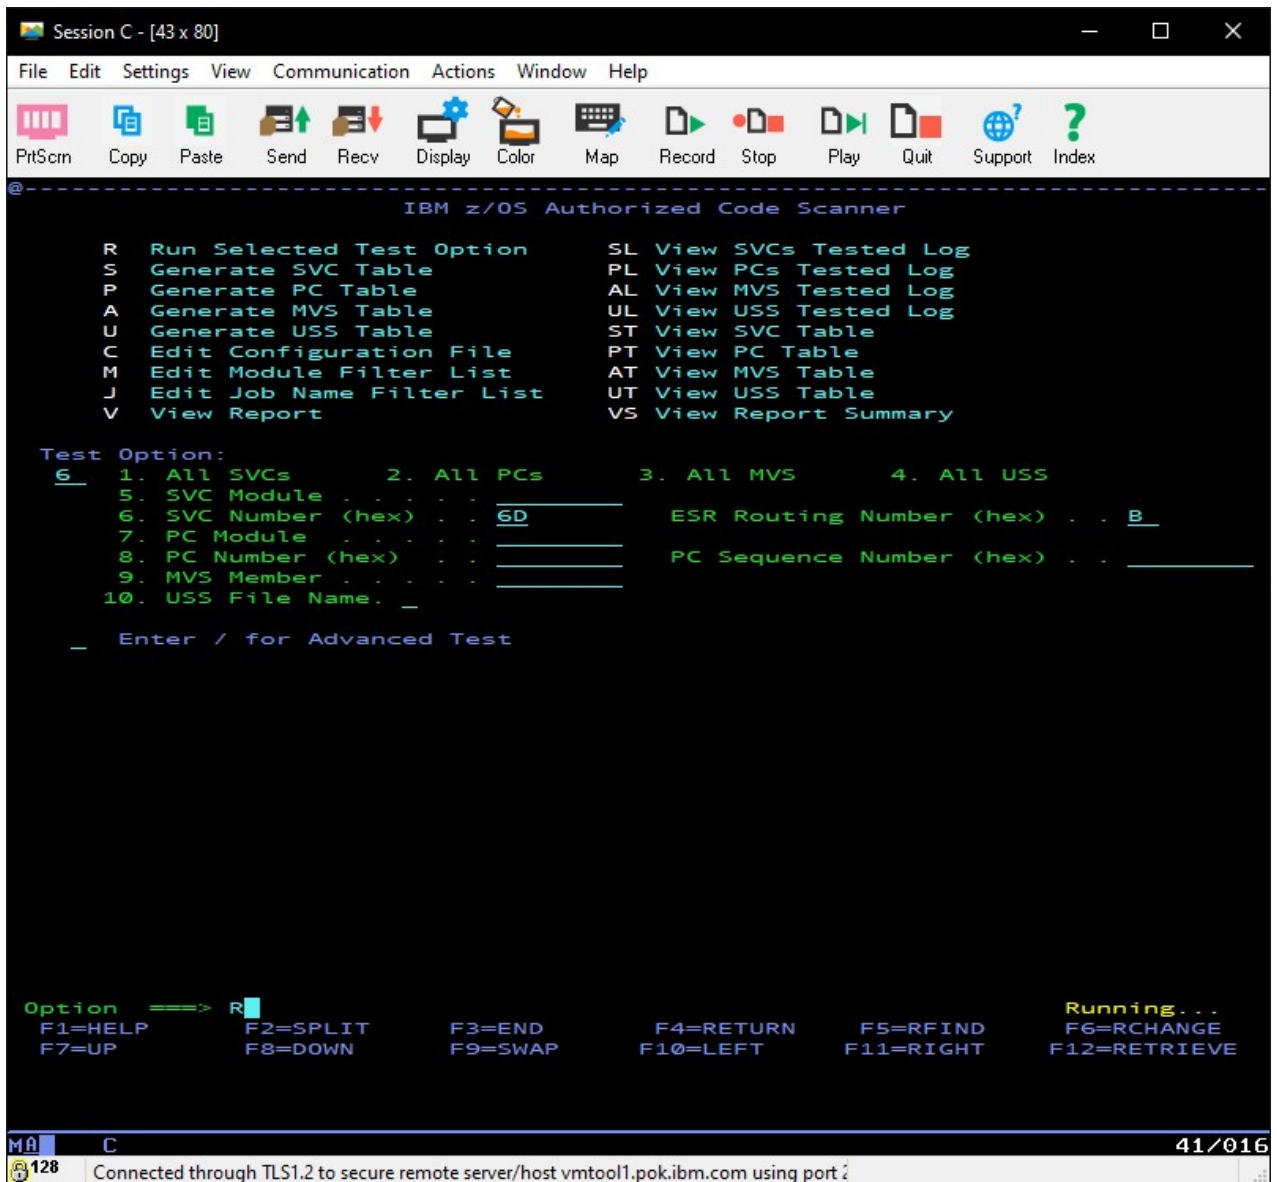 Session C - [43 x 80]
File Edit Settings View Communication Actions Window Help
PrtScrn Copy Paste Send Recv Display Color Map Record Stop Play Quit Support Index
@-------------------------------------------------------------------------------
IBM z/OS Authorized Code Scanner
R Run Selected Test Option SL View SVCs Tested Log
S Generate SVC Table PL View PCs Tested Log
P Generate PC Table AL View MVS Tested Log
A Generate MVS Table UL View USS Tested Log
U Generate USS Table ST View SVC Table
C Edit Configuration File PT View PC Table
M Edit Module Filter List AT View MVS Table
J Edit Job Name Filter List UT View USS Table
V View Report VS View Report Summary
Test Option:
6_ 1. All SVCs 2. All PCs 3. All MVS 4. All USS
5. SVC Module . . . . . ________
6. SVC Number (hex) . . 6D ESR Routing Number (hex) . . B_
7. PC Module . . . . . ________
8. PC Number (hex) . . ________ PC Sequence Number (hex) . . ________
9. MVS Member . . . . . ________
10. USS File Name. _
_ Enter / for Advanced Test
Option ===> R Running...
F1=HELP F2=SPLIT F3=END F4=RETURN F5=RFIND F6=RCHANGE
F7=UP F8=DOWN F9=SWAP F10=LEFT F11=RIGHT F12=RETRIEVE
MA C 41/016
128 Connected through TLS1.2 to secure remote server/host vmtool1.pok.ibm.com using port